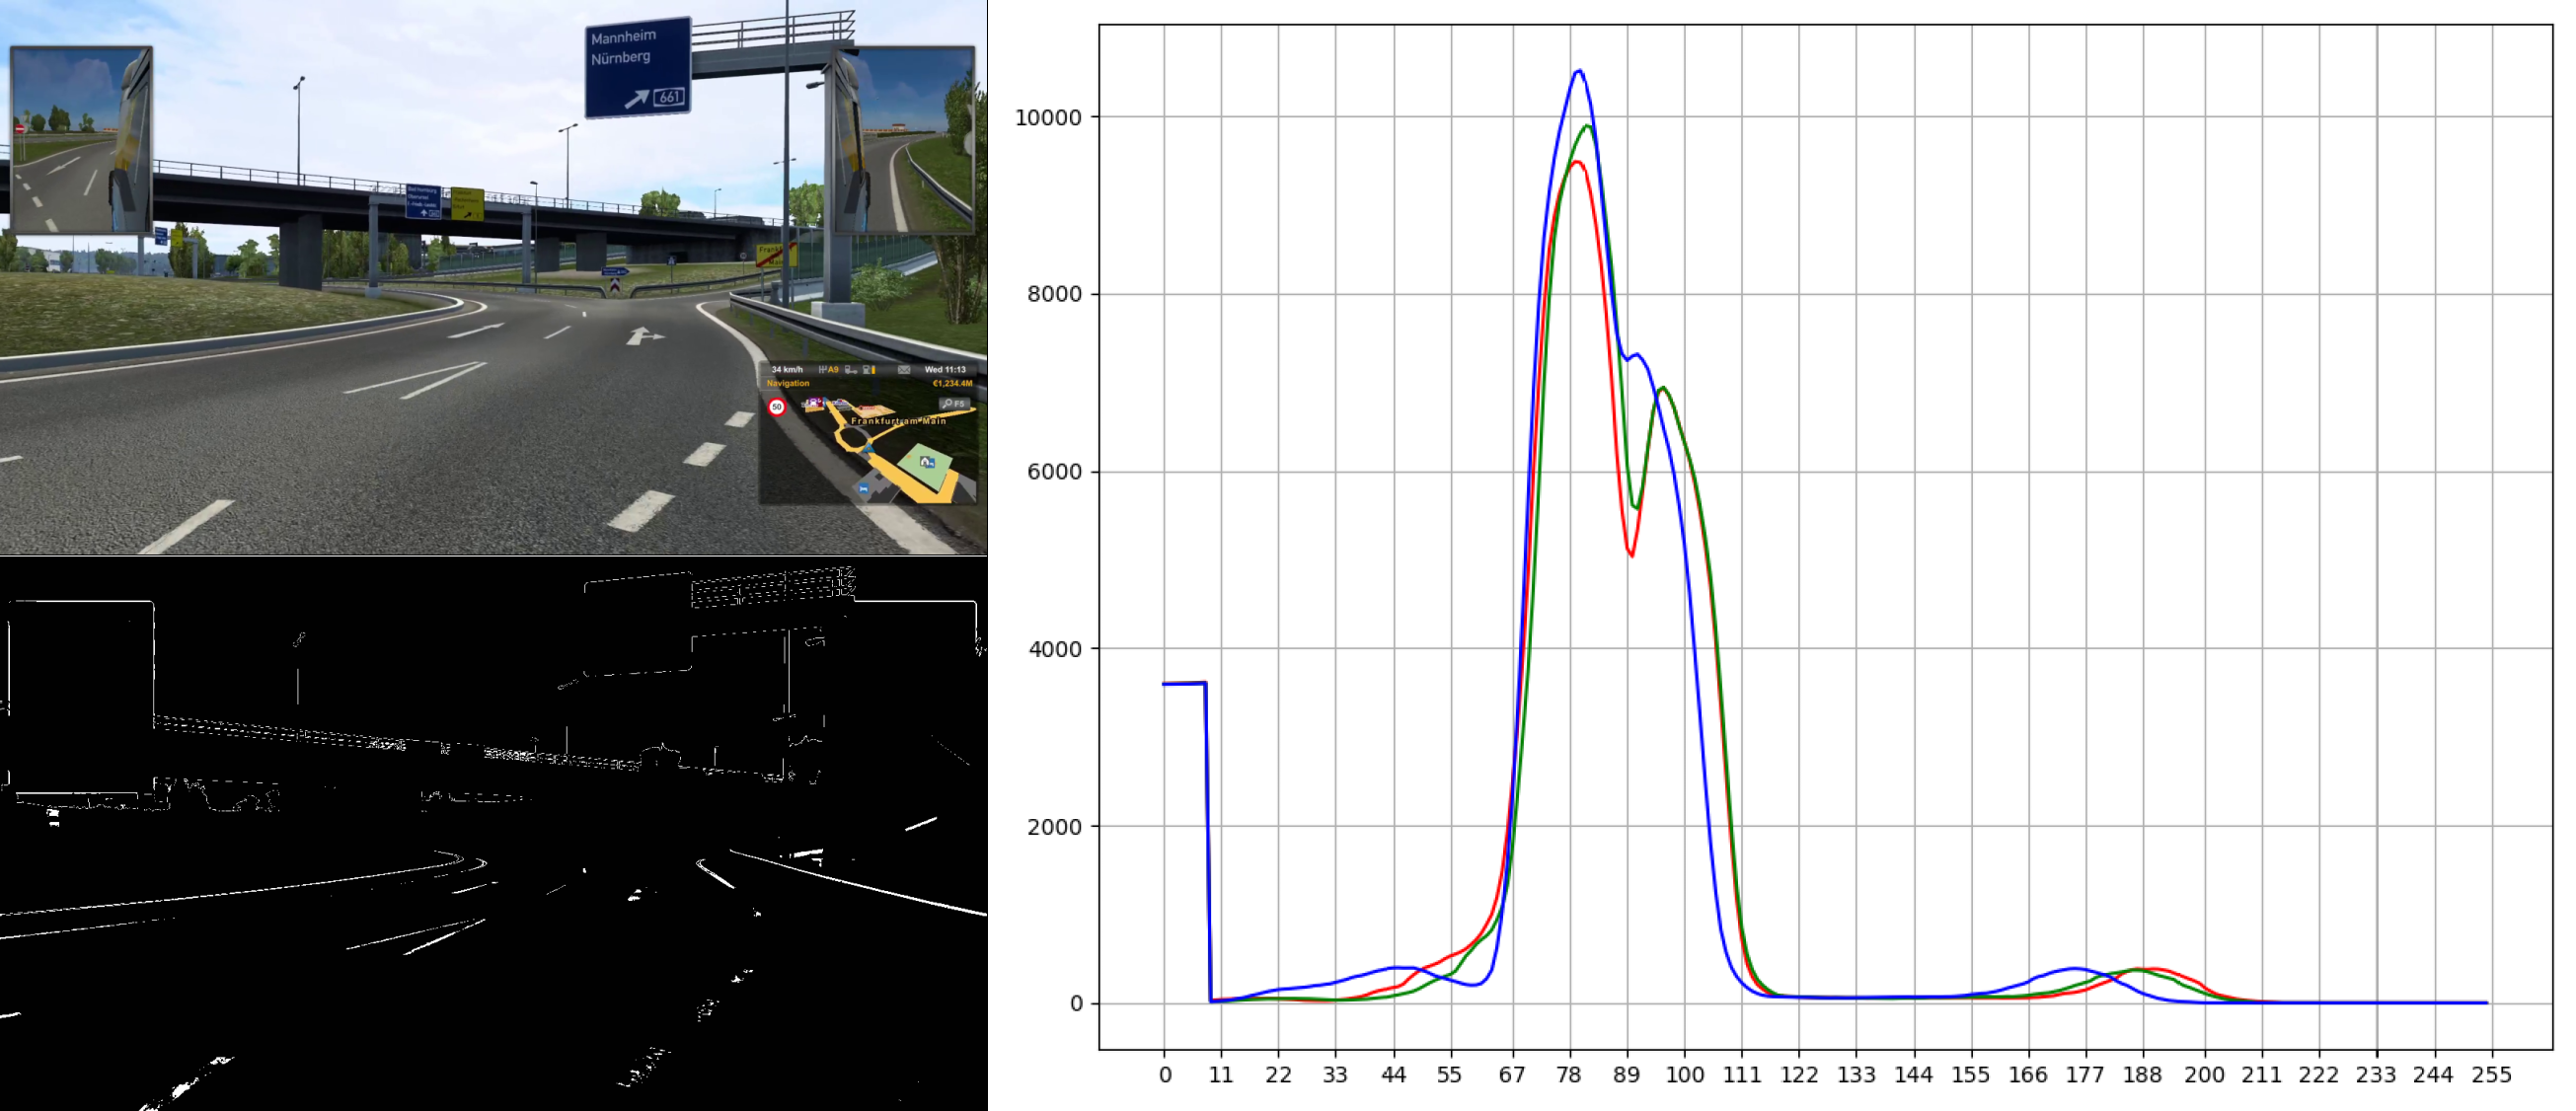 Mannheim
Nürnberg
661
34 km/h A9 Wed 11:13
Navigation €1,234.4M
50 F5
Frankfurt am Main
10000
8000
6000
4000
2000
0
0 11 22 33 44 55 67 78 89 100 111 122 133 144 155 166 177 188 200 211 222 233 244 255